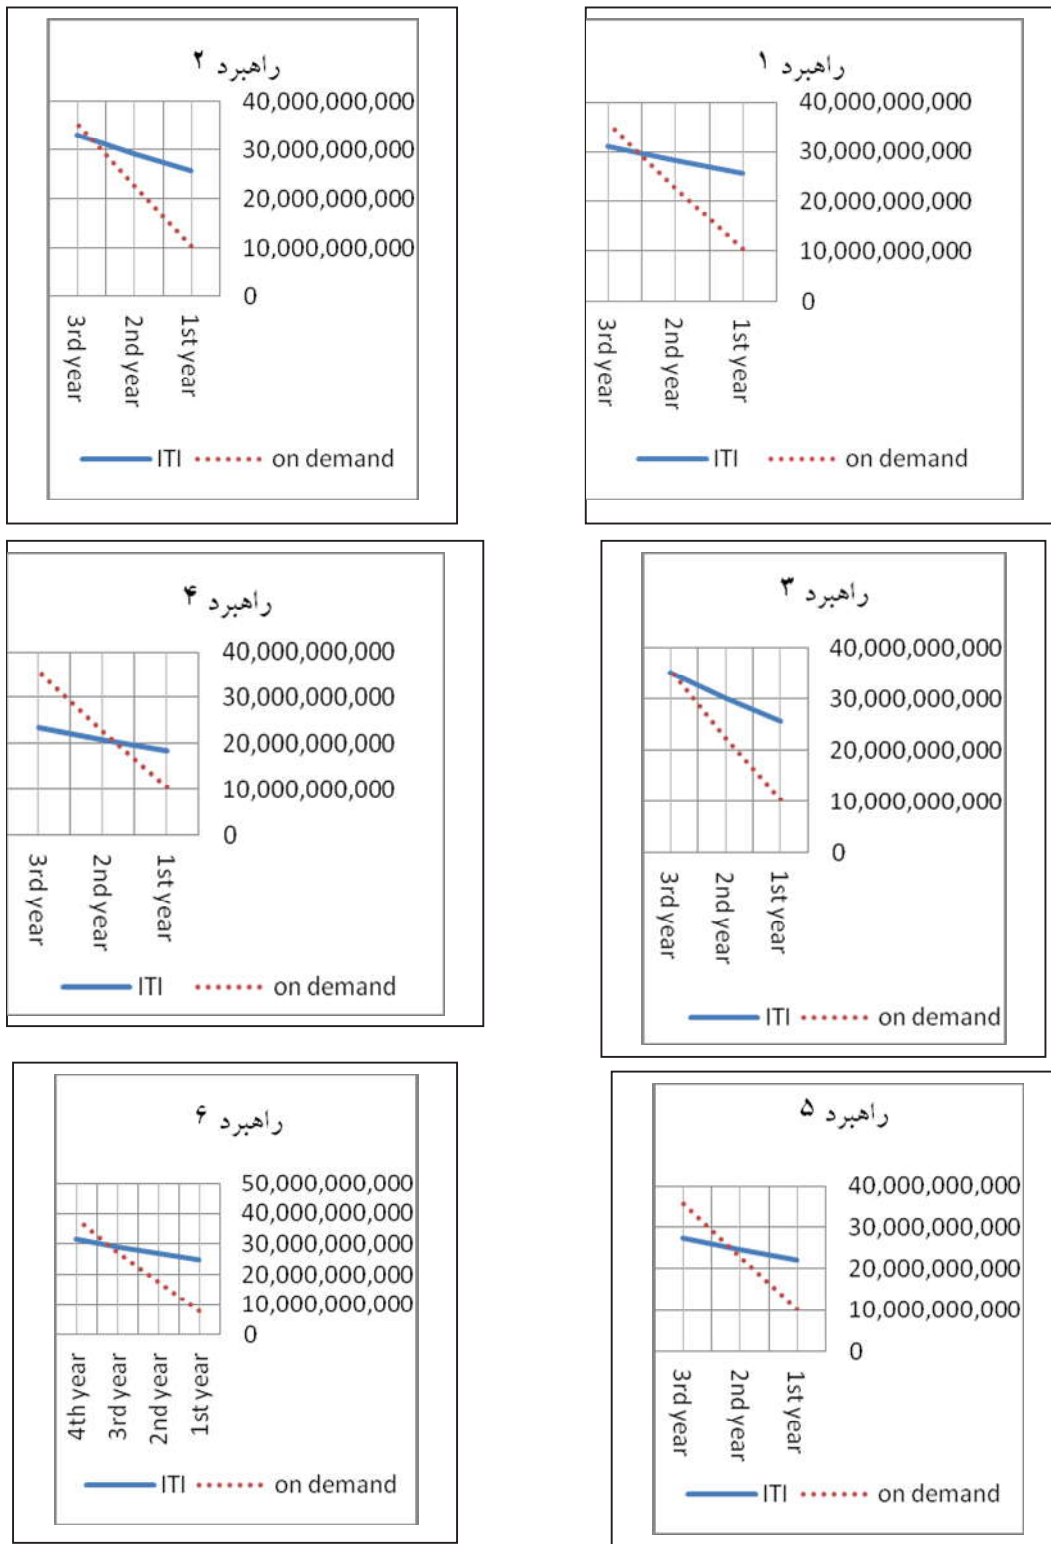 راهبرد ۱
40,000,000,000
30,000,000,000
20,000,000,000
10,000,000,000
0
3rd year 2nd year 1st year
ITI on demand
راهبرد ۲
40,000,000,000
30,000,000,000
20,000,000,000
10,000,000,000
0
3rd year 2nd year 1st year
ITI on demand
راهبرد ۳
40,000,000,000
30,000,000,000
20,000,000,000
10,000,000,000
0
3rd year 2nd year 1st year
ITI on demand
راهبرد ۴
40,000,000,000
30,000,000,000
20,000,000,000
10,000,000,000
0
3rd year 2nd year 1st year
ITI on demand
راهبرد ۵
40,000,000,000
30,000,000,000
20,000,000,000
10,000,000,000
0
3rd year 2nd year 1st year
ITI on demand
راهبرد ۶
50,000,000,000
40,000,000,000
30,000,000,000
20,000,000,000
10,000,000,000
0
4th year 3rd year 2nd year 1st year
ITI on demand